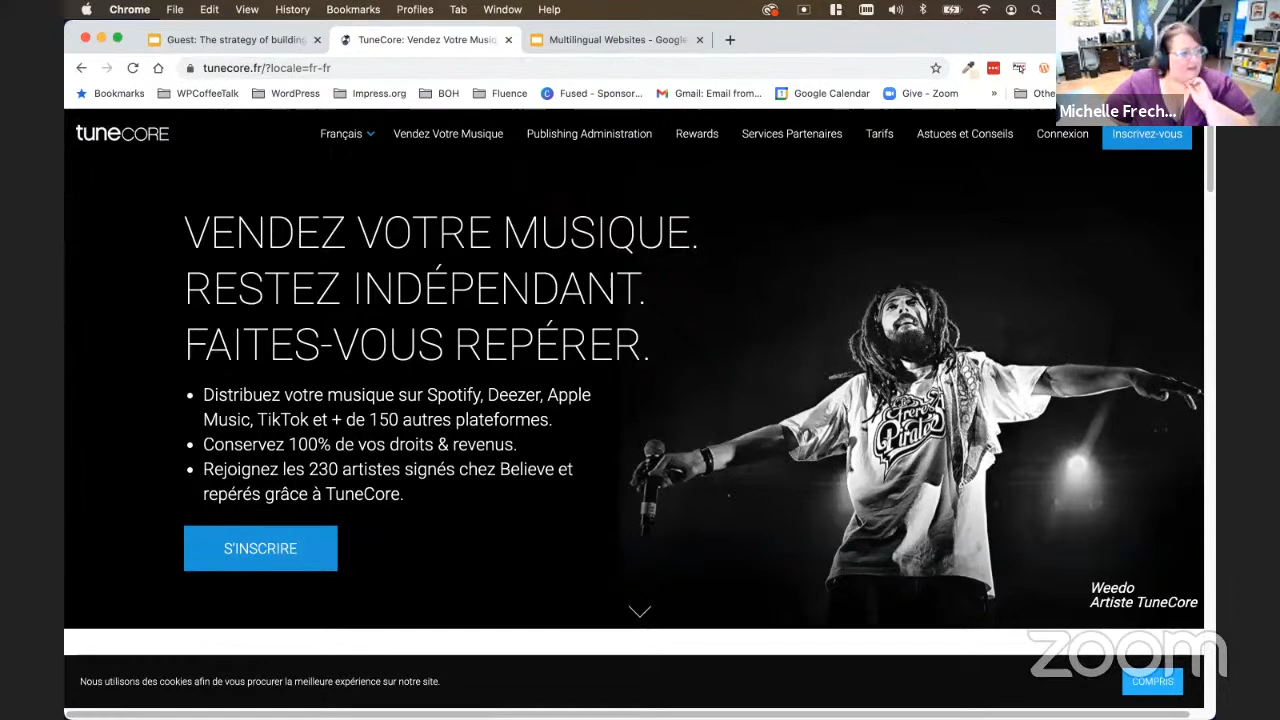 Chrome File Edit View History Bookmarks Profiles Tab Window Help
Guest: The strategy of building
TuneCore: Vendez Votre Musiq
Multilingual Websites - Google
tunecore.fr/?locale=fr-fr
Bookmarks WPCoffeeTalk WordPress Impress.org BOH Fluence Fused - Sponsor... Gmail: Email from... Google Calendar Give - Zoom » Othe
Michelle Frech...
tuneCORE
Français Vendez Votre Musique Publishing Administration Rewards Services Partenaires Tarifs Astuces et Conseils Connexion Inscrivez-vous
VENDEZ VOTRE MUSIQUE.
RESTEZ INDÉPENDANT.
FAITES-VOUS REPÉRER.
• Distribuez votre musique sur Spotify, Deezer, Apple
Music, TikTok et + de 150 autres plateformes.
• Conservez 100% de vos droits & revenus.
• Rejoignez les 230 artistes signés chez Believe et
repérés grâce à TuneCore.
S'INSCRIRE
Frères
Pirates
Weedo
Artiste TuneCore
zoom
Nous utilisons des cookies afin de vous procurer la meilleure expérience sur notre site.
COMPRIS